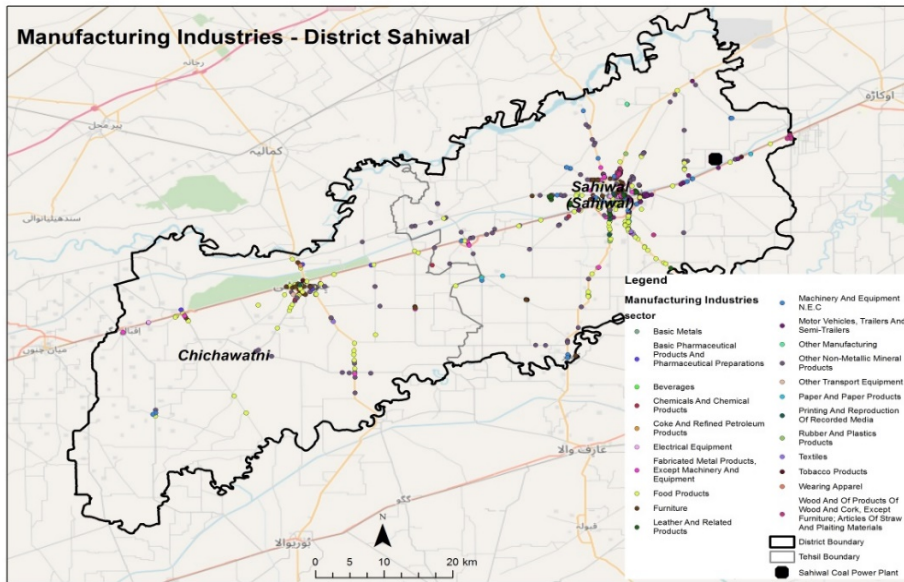 Manufacturing Industries - District Sahiwal
رجانه
پیر محل
کمالیہ
اوکاڑه
سندھیلیانوالی
Sahiwal
(Sahiwal)
میاں چنوں
Chichawatni
عارف والا
گگو
بورےوالا
قبولہ
N
0 5 10 20 km
Legend
Manufacturing Industries
sector
Basic Metals
Basic Pharmaceutical
Products And
Pharmaceutical Preparations
Beverages
Chemicals And Chemical
Products
Coke And Refined Petroleum
Products
Electrical Equipment
Fabricated Metal Products,
Except Machinery And
Equipment
Food Products
Furniture
Leather And Related
Products
Machinery And Equipment
N.E.C
Motor Vehicles, Trailers And
Semi-Trailers
Other Manufacturing
Other Non-Metallic Mineral
Products
Other Transport Equipment
Paper And Paper Products
Printing And Reproduction
Of Recorded Media
Rubber And Plastics
Products
Textiles
Tobacco Products
Wearing Apparel
Wood And Of Products Of
Wood And Cork, Except
Furniture; Articles Of Straw
And Plaiting Materials
District Boundary
Tehsil Boundary
Sahiwal Coal Power Plant